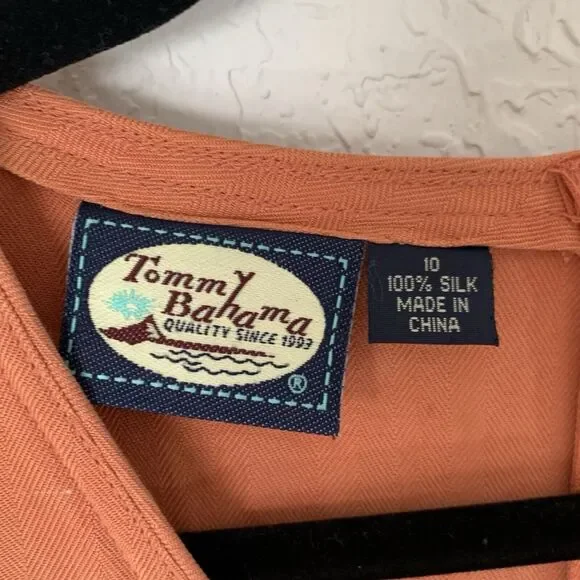 Tommy
Bahama
QUALITY SINCE 1993
®
10
100% SILK
MADE IN
CHINA